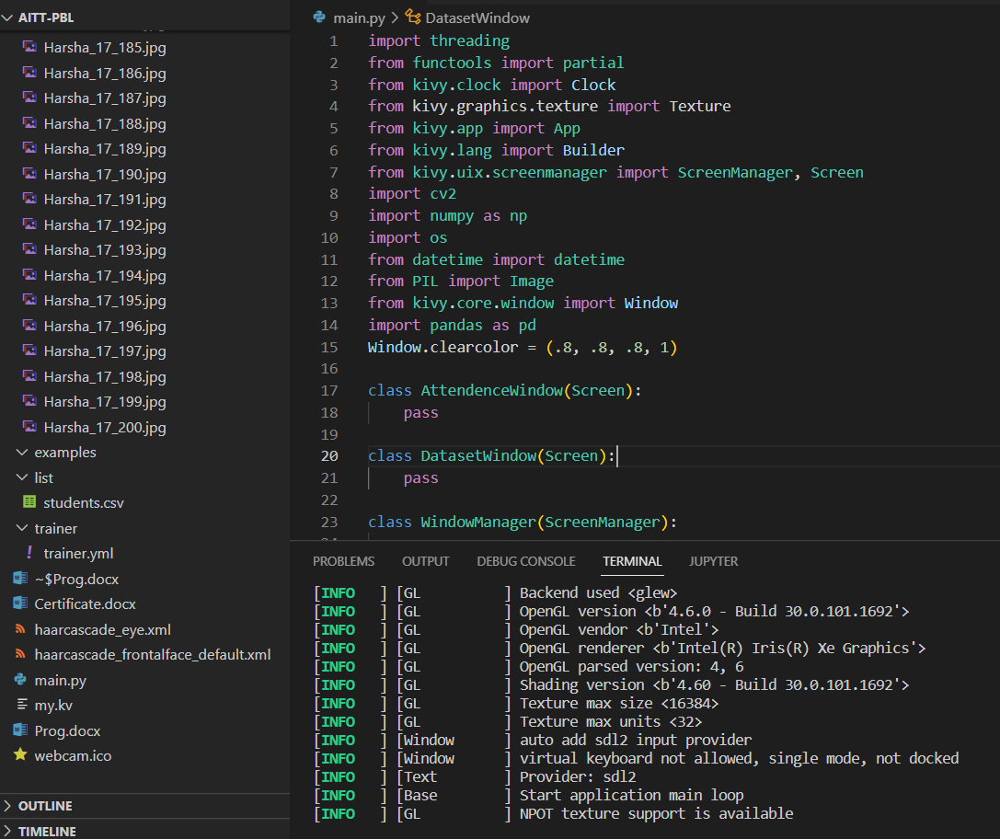 AITT-PBL
Harsha_17_185.jpg
Harsha_17_186.jpg
Harsha_17_187.jpg
Harsha_17_188.jpg
Harsha_17_189.jpg
Harsha_17_190.jpg
Harsha_17_191.jpg
Harsha_17_192.jpg
Harsha_17_193.jpg
Harsha_17_194.jpg
Harsha_17_195.jpg
Harsha_17_196.jpg
Harsha_17_197.jpg
Harsha_17_198.jpg
Harsha_17_199.jpg
Harsha_17_200.jpg
examples
list
students.csv
trainer
! trainer.yml
~$Prog.docx
Certificate.docx
haarcascade_eye.xml
haarcascade_frontalface_default.xml
main.py
my.kv
Prog.docx
webcam.ico
OUTLINE
TIMELINE
main.py > DatasetWindow
1 import threading
2 from functools import partial
3 from kivy.clock import Clock
4 from kivy.graphics.texture import Texture
5 from kivy.app import App
6 from kivy.lang import Builder
7 from kivy.uix.screenmanager import ScreenManager, Screen
8 import cv2
9 import numpy as np
10 import os
11 from datetime import datetime
12 from PIL import Image
13 from kivy.core.window import Window
14 import pandas as pd
15 Window.clearcolor = (.8, .8, .8, 1)
16
17 class AttendenceWindow(Screen):
18     pass
19
20 class DatasetWindow(Screen):
21     pass
22
23 class WindowManager(ScreenManager):
PROBLEMS OUTPUT DEBUG CONSOLE TERMINAL JUPYTER
[INFO   ] [GL          ] Backend used <glew>
[INFO   ] [GL          ] OpenGL version <b'4.6.0 - Build 30.0.101.1692'>
[INFO   ] [GL          ] OpenGL vendor <b'Intel'>
[INFO   ] [GL          ] OpenGL renderer <b'Intel(R) Iris(R) Xe Graphics'>
[INFO   ] [GL          ] OpenGL parsed version: 4, 6
[INFO   ] [GL          ] Shading version <b'4.60 - Build 30.0.101.1692'>
[INFO   ] [GL          ] Texture max size <16384>
[INFO   ] [GL          ] Texture max units <32>
[INFO   ] [Window      ] auto add sdl2 input provider
[INFO   ] [Window      ] virtual keyboard not allowed, single mode, not docked
[INFO   ] [Text        ] Provider: sdl2
[INFO   ] [Base        ] Start application main loop
[INFO   ] [GL          ] NPOT texture support is available